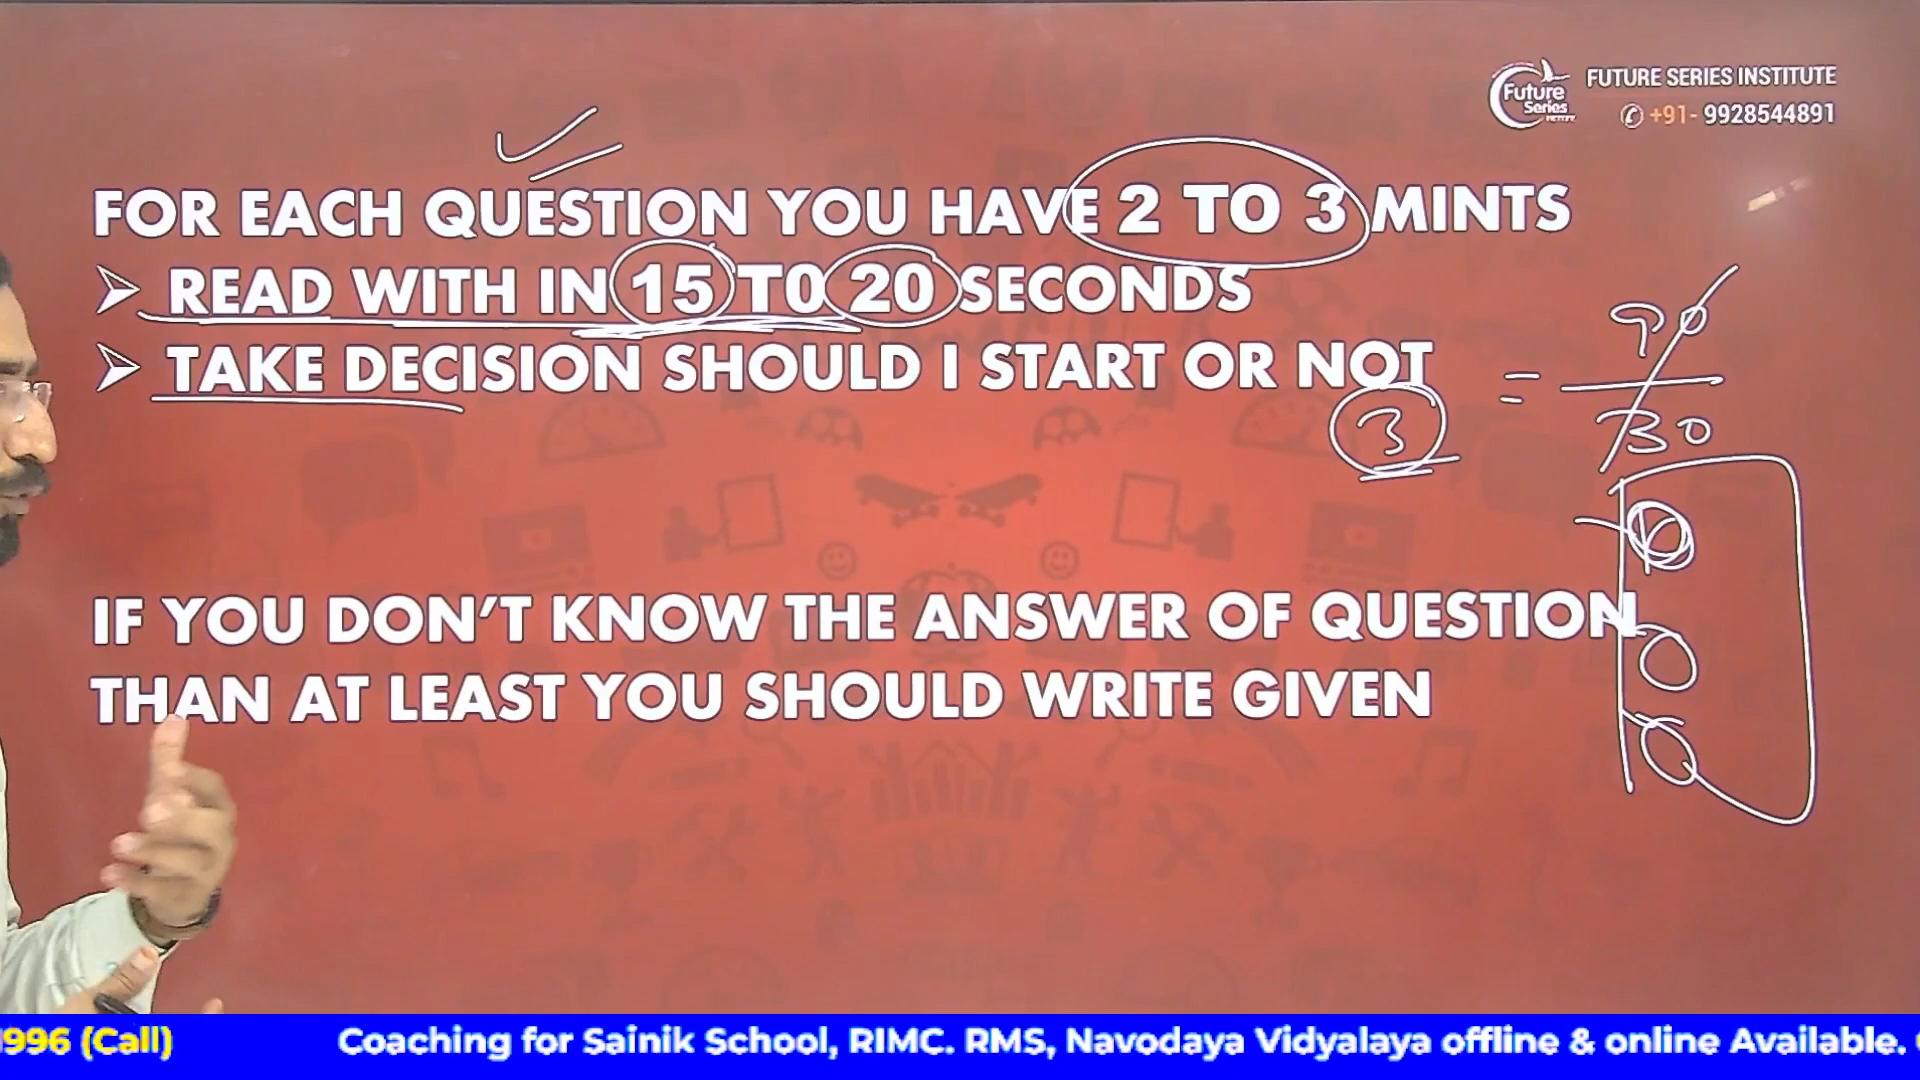 Future
Series
FUTURE SERIES INSTITUTE
+91- 9928544891
FOR EACH QUESTION YOU HAVE 2 TO 3 MINTS
➢ READ WITH IN 15 TO 20 SECONDS
➢ TAKE DECISION SHOULD I START OR NOT
3 = 90
30
IF YOU DON'T KNOW THE ANSWER OF QUESTION
THAN AT LEAST YOU SHOULD WRITE GIVEN
996 (Call) Coaching for Sainik School, RIMC. RMS, Navodaya Vidyalaya offline & online Available.